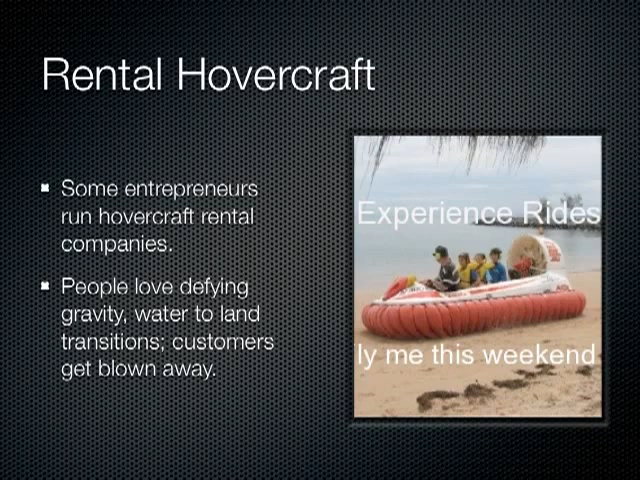 Rental Hovercraft
Some entrepreneurs
run hovercraft rental
companies.
People love defying
gravity, water to land
transitions; customers
get blown away.
Experience Rides
ly me this weekend